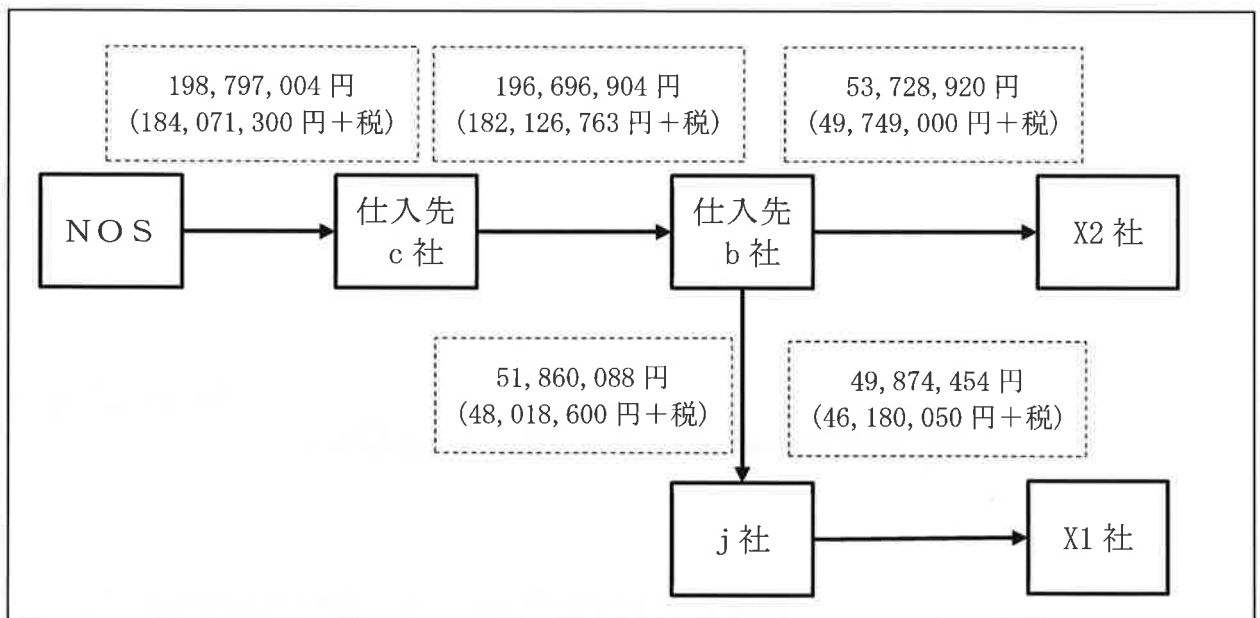 198,797,004 円
(184,071,300 円＋税)
196,696,904 円
(182,126,763 円＋税)
53,728,920 円
(49,749,000 円＋税)
ＮＯＳ
仕入先
c 社
仕入先
b 社
X2 社
51,860,088 円
(48,018,600 円＋税)
49,874,454 円
(46,180,050 円＋税)
j 社
X1 社